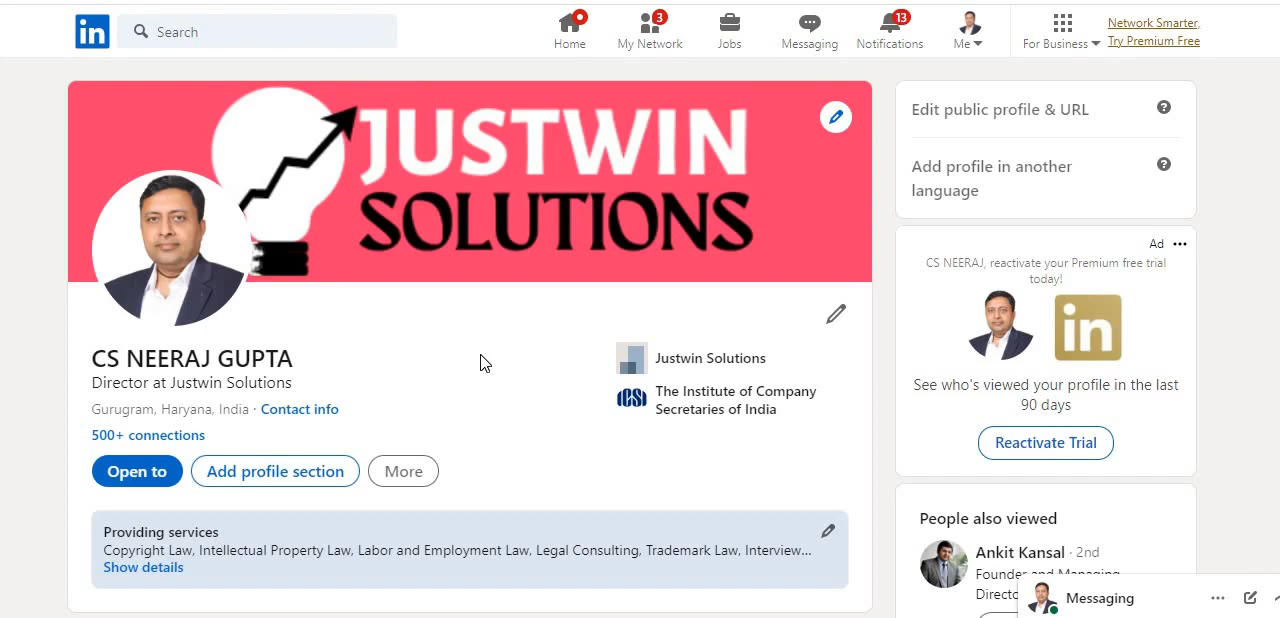 in
Search
Home
3
My Network
Jobs
Messaging
13
Notifications
Me
For Business
Network Smarter,
Try Premium Free
JUSTWIN
SOLUTIONS
CS NEERAJ GUPTA
Director at Justwin Solutions
Gurugram, Haryana, India · Contact info
500+ connections
Open to
Add profile section
More
Justwin Solutions
ICSI
The Institute of Company
Secretaries of India
Providing services
Copyright Law, Intellectual Property Law, Labor and Employment Law, Legal Consulting, Trademark Law, Interview...
Show details
Edit public profile & URL
Add profile in another
language
Ad
CS NEERAJ, reactivate your Premium free trial
today!
in
See who's viewed your profile in the last
90 days
Reactivate Trial
People also viewed
Ankit Kansal · 2nd
Founder and Managing
Messaging